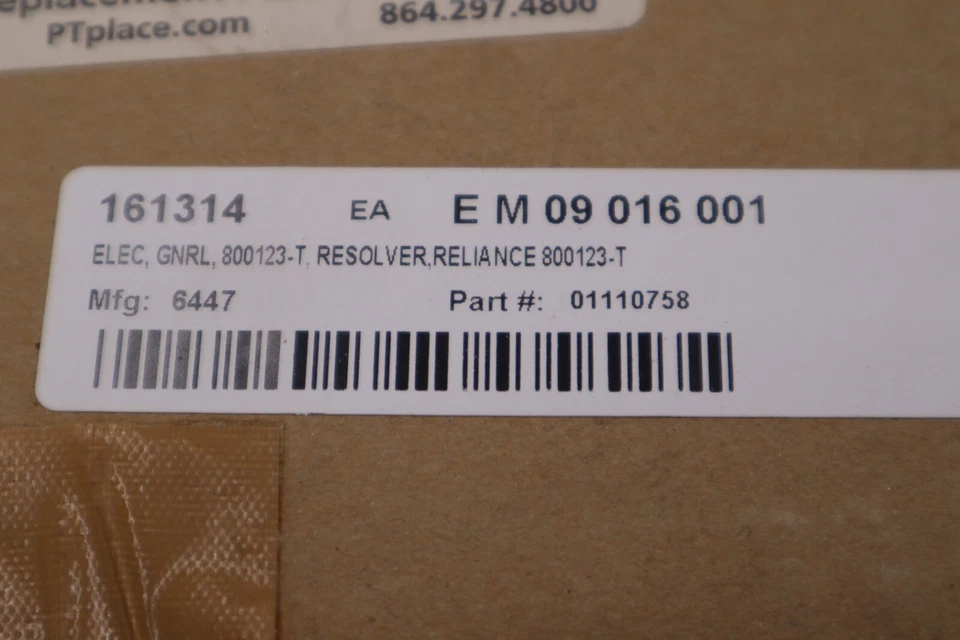 PTplace.com
864.297.4800
161314 EA E M 09 016 001
ELEC, GNRL, 800123-T, RESOLVER,RELIANCE 800123-T
Mfg: 6447 Part #: 01110758